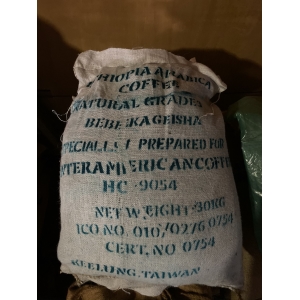 ETHIOPIA ARABICA
COFFEE
NATURAL GRADE
BEBEKA GEISHA
SPECIALLY PREPARED FOR
INTERAMERICAN COFFEE
HC-9054
NET WEIGHT 30KG
ICO NO. 010/0276 0754
CERT. NO 0754
KEELUNG, TAIWAN